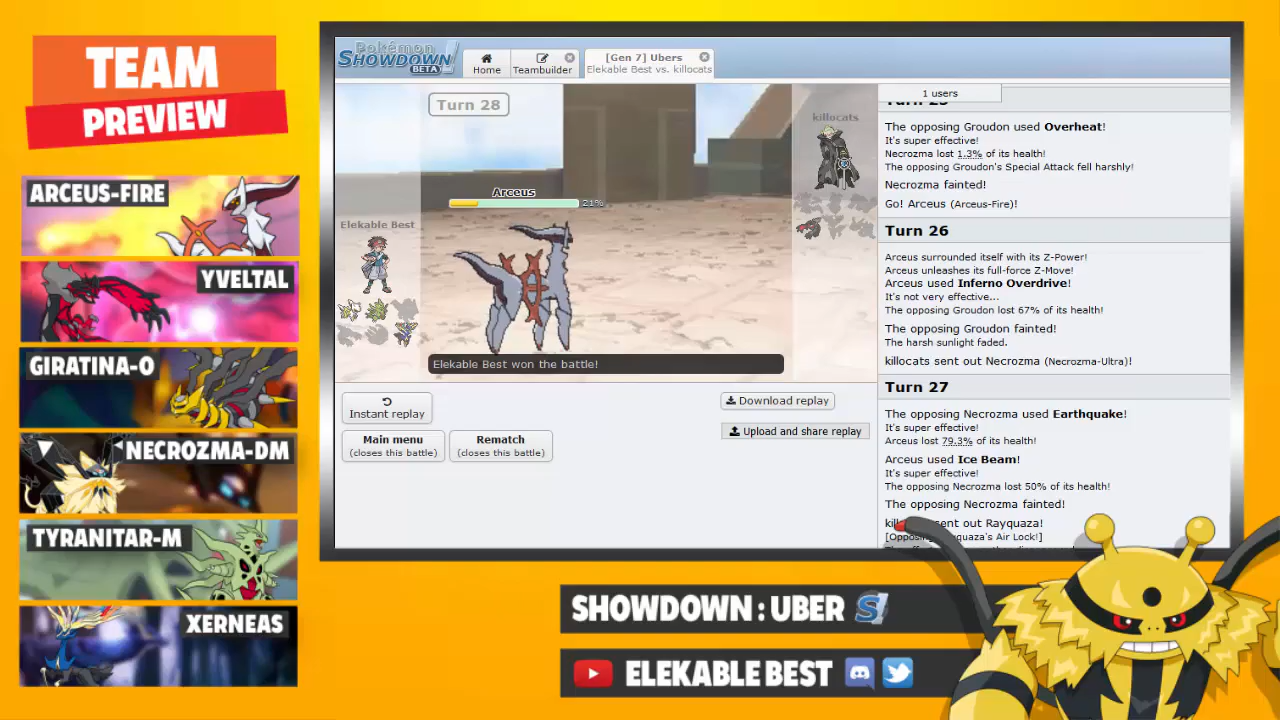 TEAM
PREVIEW
ARCEUS-FIRE
YVELTAL
GIRATINA-O
NECROZMA-DM
TYRANITAR-M
XERNEAS
Pokémon
SHOWDOWN!
BETA
Home
Teambuilder
[Gen 7] Ubers
Elekable Best vs. killocats
Turn 28
Arceus
21%
Elekable Best
killocats
Elekable Best won the battle!
Instant replay
Download replay
Upload and share replay
Main menu
(closes this battle)
Rematch
(closes this battle)
1 users
The opposing Groudon used Overheat!
It's super effective!
Necrozma lost 1.3% of its health!
The opposing Groudon's Special Attack fell harshly!
Necrozma fainted!
Go! Arceus (Arceus-Fire)!
Turn 26
Arceus surrounded itself with its Z-Power!
Arceus unleashes its full-force Z-Move!
Arceus used Inferno Overdrive!
It's not very effective...
The opposing Groudon lost 67% of its health!
The opposing Groudon fainted!
The harsh sunlight faded.
killocats sent out Necrozma (Necrozma-Ultra)!
Turn 27
The opposing Necrozma used Earthquake!
It's super effective!
Arceus lost 79.3% of its health!
Arceus used Ice Beam!
It's super effective!
The opposing Necrozma lost 50% of its health!
The opposing Necrozma fainted!
sent out Rayquaza!
Air Lock!]
SHOWDOWN : UBER S
ELEKABLE BEST